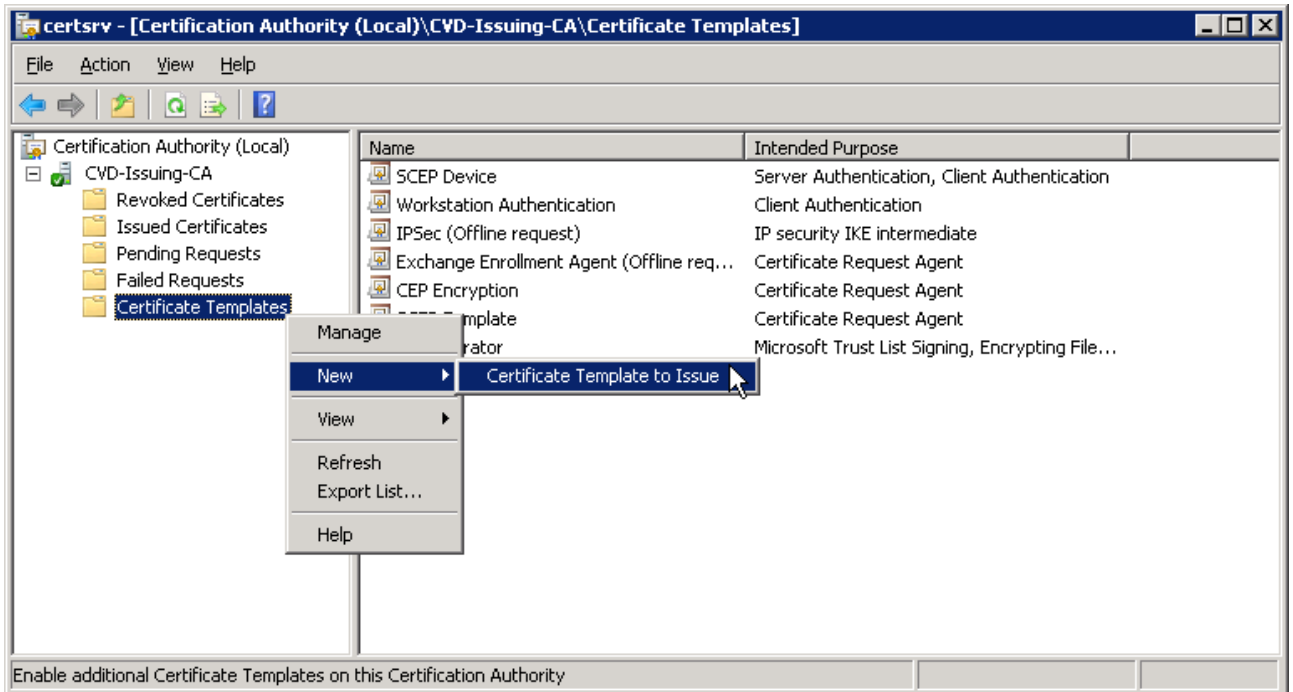 certsrv - [Certification Authority (Local)\CVD-Issuing-CA\Certificate Templates]
File Action View Help
Certification Authority (Local)
CVD-Issuing-CA
Revoked Certificates
Issued Certificates
Pending Requests
Failed Requests
Certificate Templates
Name Intended Purpose
SCEP Device Server Authentication, Client Authentication
Workstation Authentication Client Authentication
IPSec (Offline request) IP security IKE intermediate
Exchange Enrollment Agent (Offline req... Certificate Request Agent
CEP Encryption Certificate Request Agent
mplate Certificate Request Agent
rator Microsoft Trust List Signing, Encrypting File...
Manage
New
Certificate Template to Issue
View
Refresh
Export List...
Help
Enable additional Certificate Templates on this Certification Authority